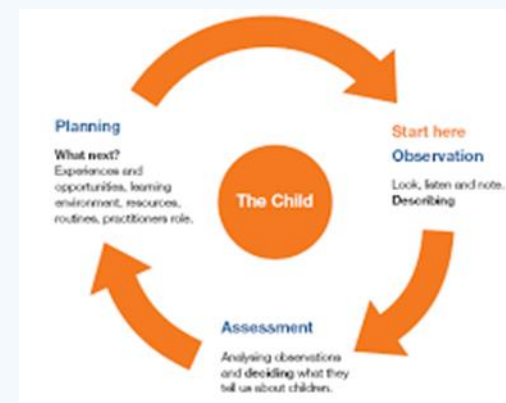 Planning
What next?
Experiences and
opportunities, learning
environment, resources,
routines, practitioners role.
The Child
Start here
Observation
Look, listen and note.
Describing
Assessment
Analysing observations
and deciding what they
tell us about children.